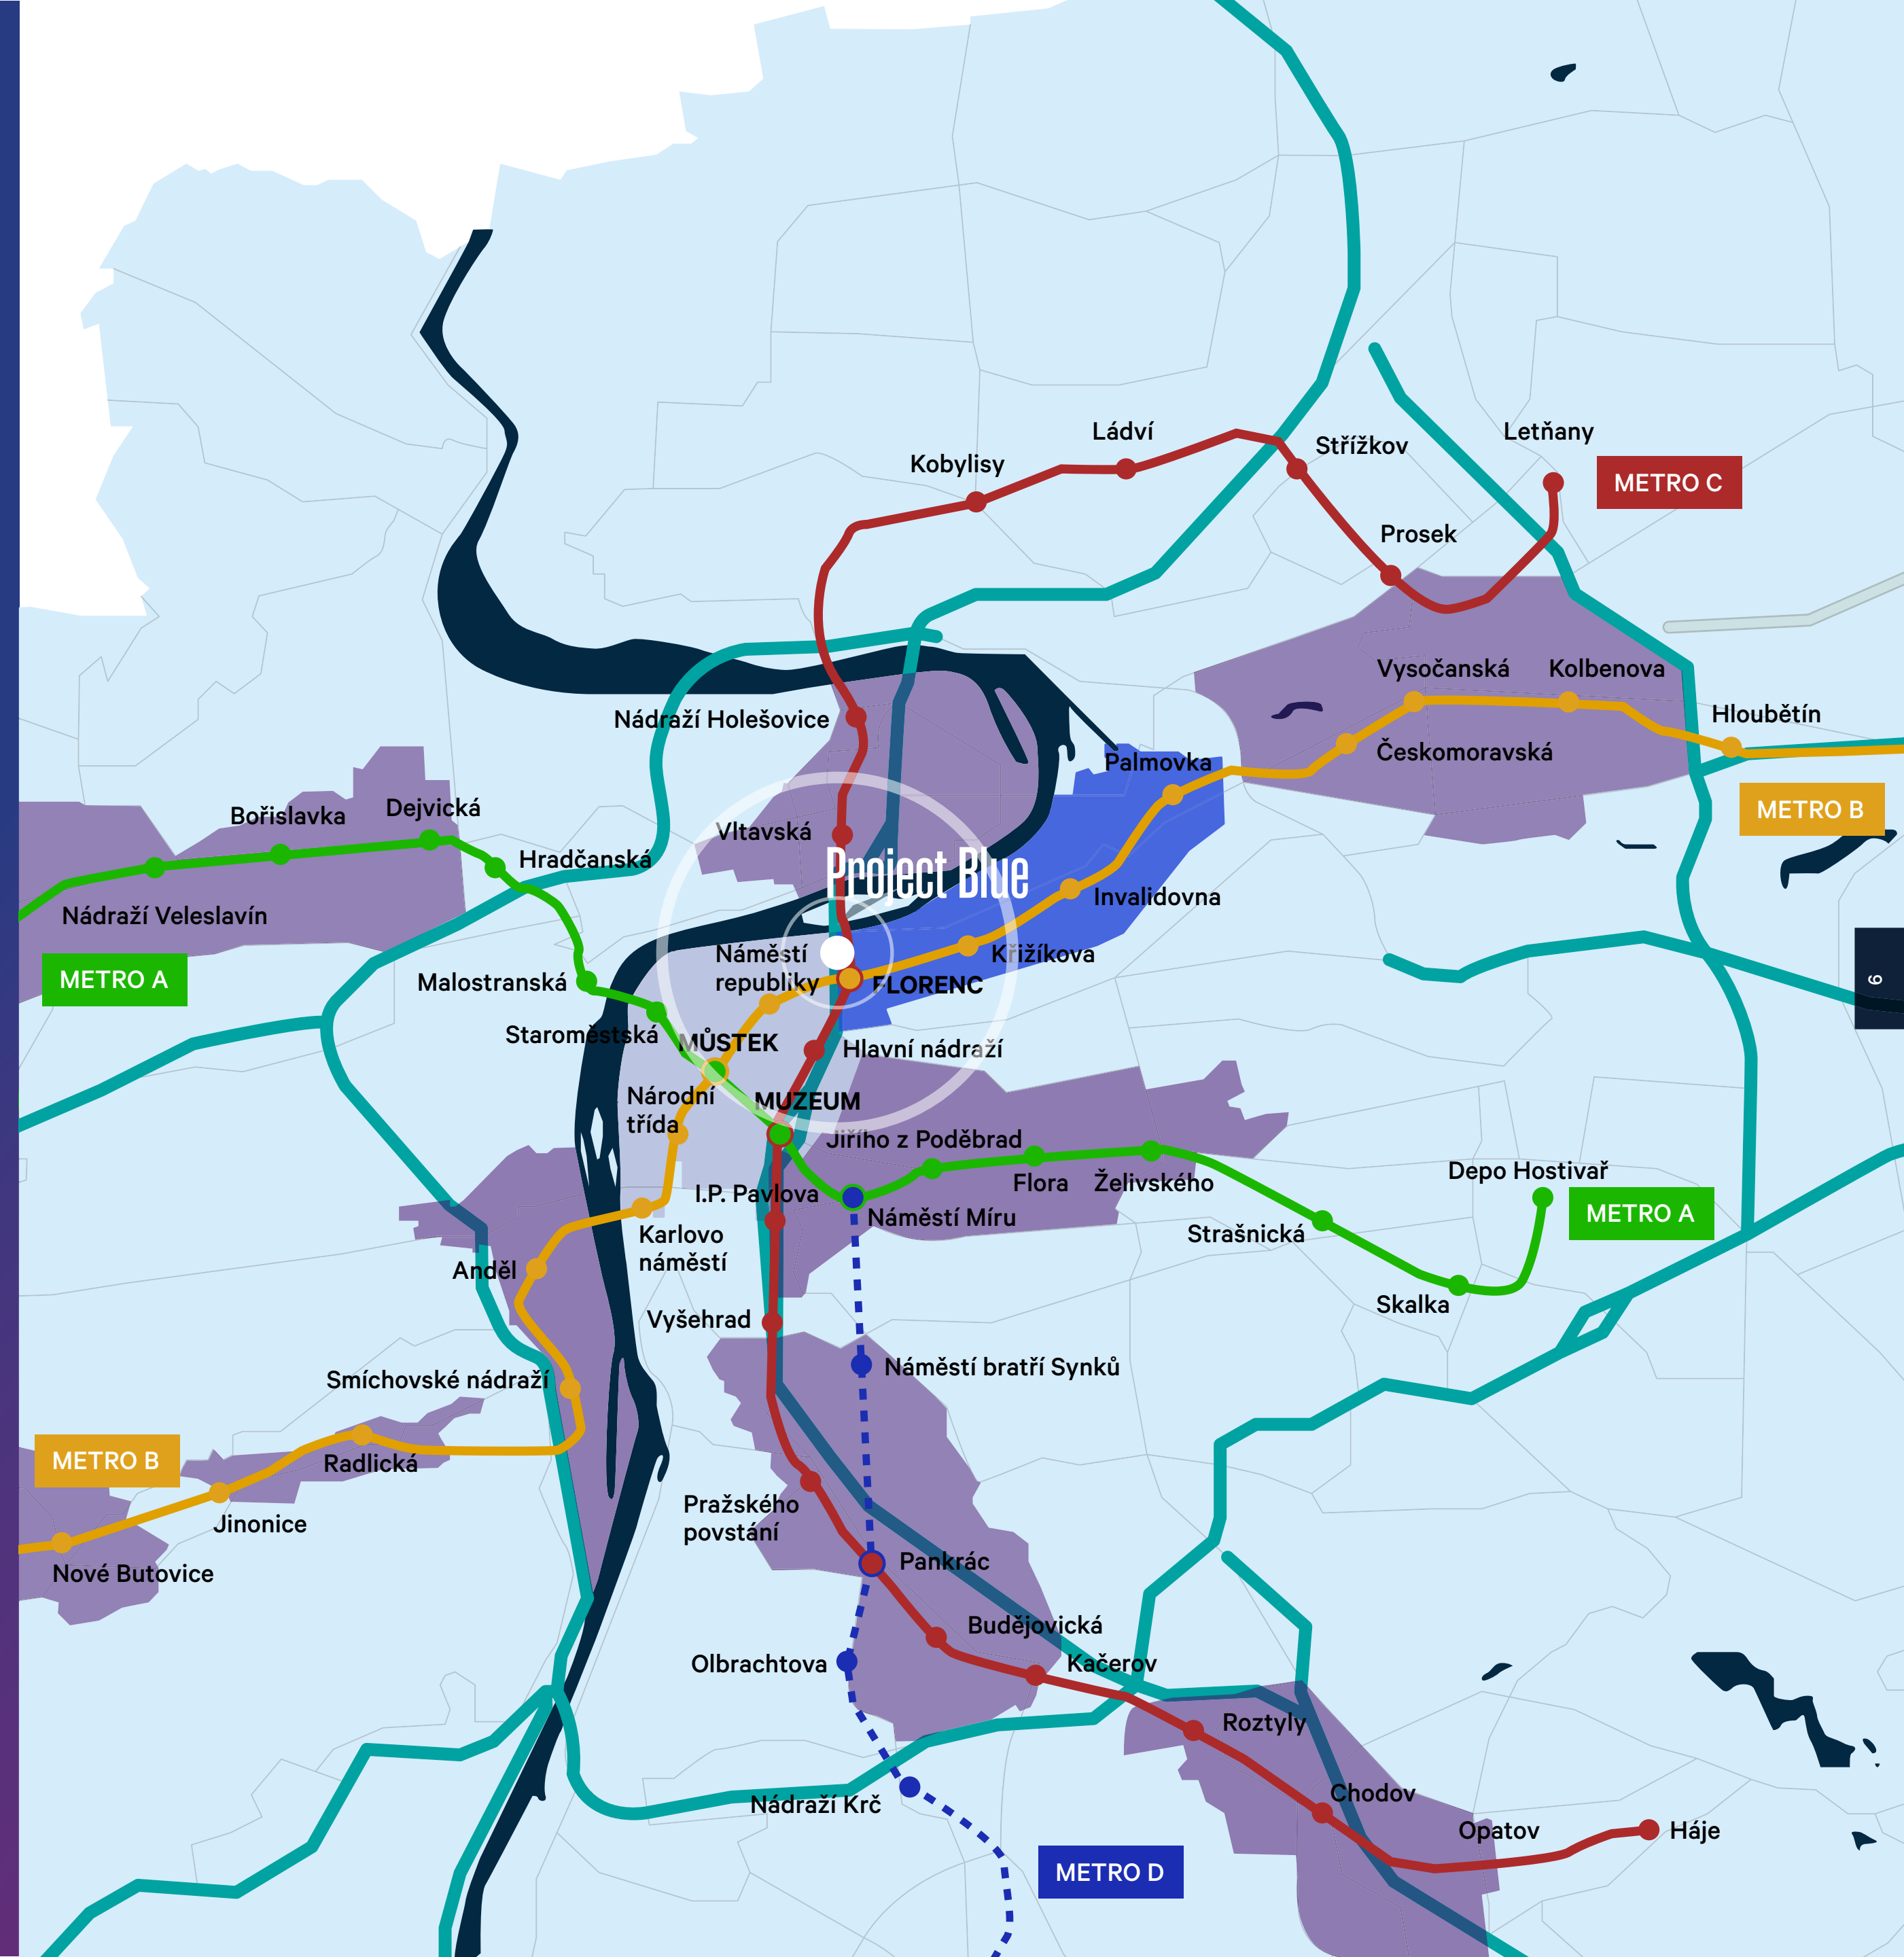 Ládví
Střížkov
Letňany
Kobylisy
METRO C
Prosek
Vysočanská
Kolbenova
Nádraží Holešovice
Hloubětín
Českomoravská
Palmovka
Bořislavka
Dejvická
METRO B
Vltavská
Hradčanská
Project Blue
Invalidovna
Nádraží Veleslavín
Náměstí
republiky
Křižíkova
METRO A
Malostranská
FLORENC
6
Staroměstská
MŮSTEK
Hlavní nádraží
Národní
třída
MUZEUM
Jiřího z Poděbrad
Flora
Želivského
Depo Hostivař
I.P. Pavlova
Náměstí Míru
METRO A
Karlovo
náměstí
Strašnická
Anděl
Skalka
Vyšehrad
Náměstí bratří Synků
Smíchovské nádraží
METRO B
Radlická
Pražského
povstání
Jinonice
Pankrác
Nové Butovice
Budějovická
Olbrachtova
Kačerov
Roztyly
Chodov
Nádraží Krč
Opatov
Háje
METRO D